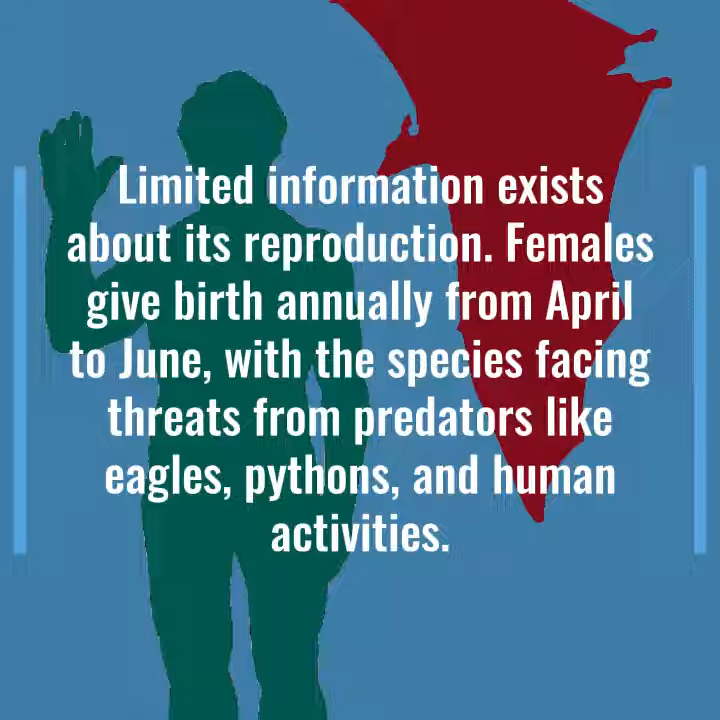 Limited information exists
about its reproduction. Females
give birth annually from April
to June, with the species facing
threats from predators like
eagles, pythons, and human
activities.